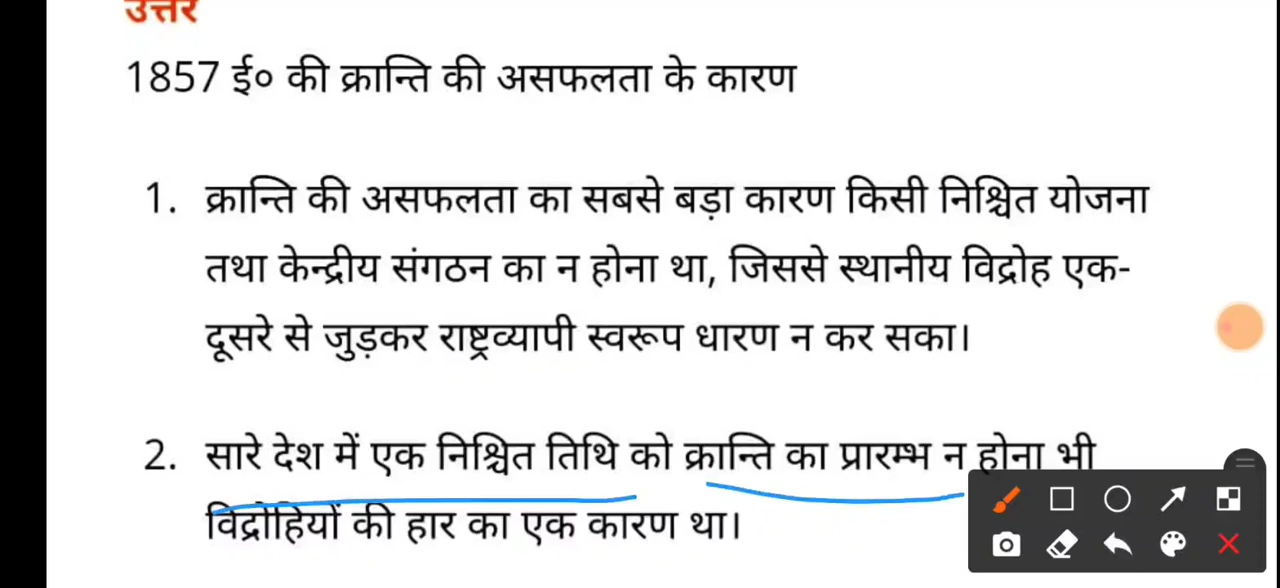 उत्तर
1857 ई० की क्रान्ति की असफलता के कारण
1. क्रान्ति की असफलता का सबसे बड़ा कारण किसी निश्चित योजना
तथा केन्द्रीय संगठन का न होना था, जिससे स्थानीय विद्रोह एक-
दूसरे से जुड़कर राष्ट्रव्यापी स्वरूप धारण न कर सका।
2. सारे देश में एक निश्चित तिथि को क्रान्ति का प्रारम्भ न होना भी
विद्रोहियों की हार का एक कारण था।